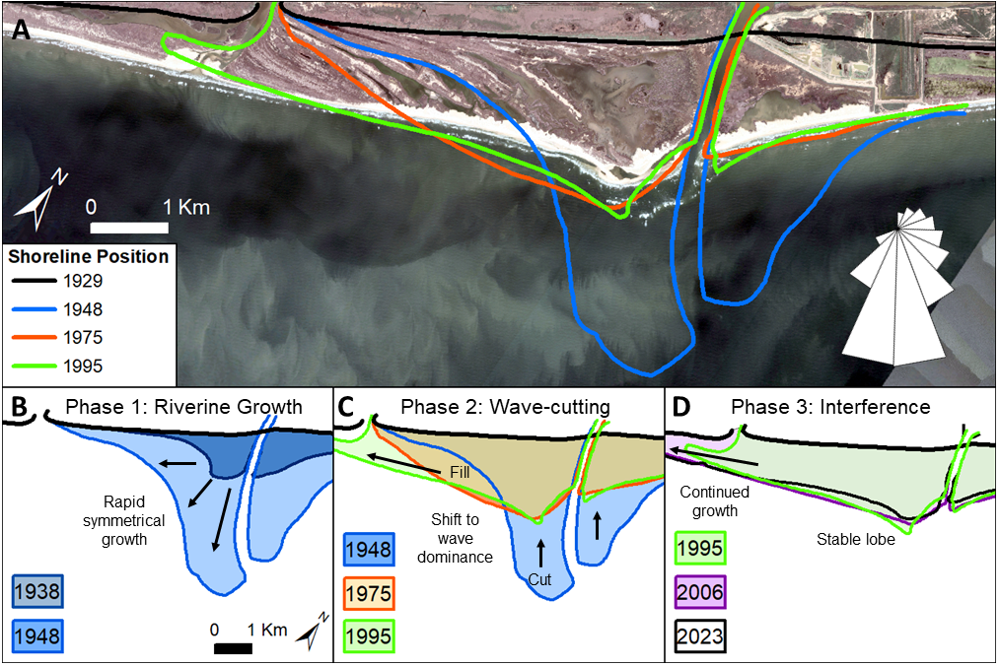 A
N
0 1 Km
Shoreline Position
1929
1948
1975
1995
B Phase 1: Riverine Growth
Rapid
symmetrical
growth
1938
1948
0 1 Km
N
C Phase 2: Wave-cutting
Fill
Shift to
wave
dominance
Cut
1948
1975
1995
D Phase 3: Interference
Continued
growth
Stable lobe
1995
2006
2023